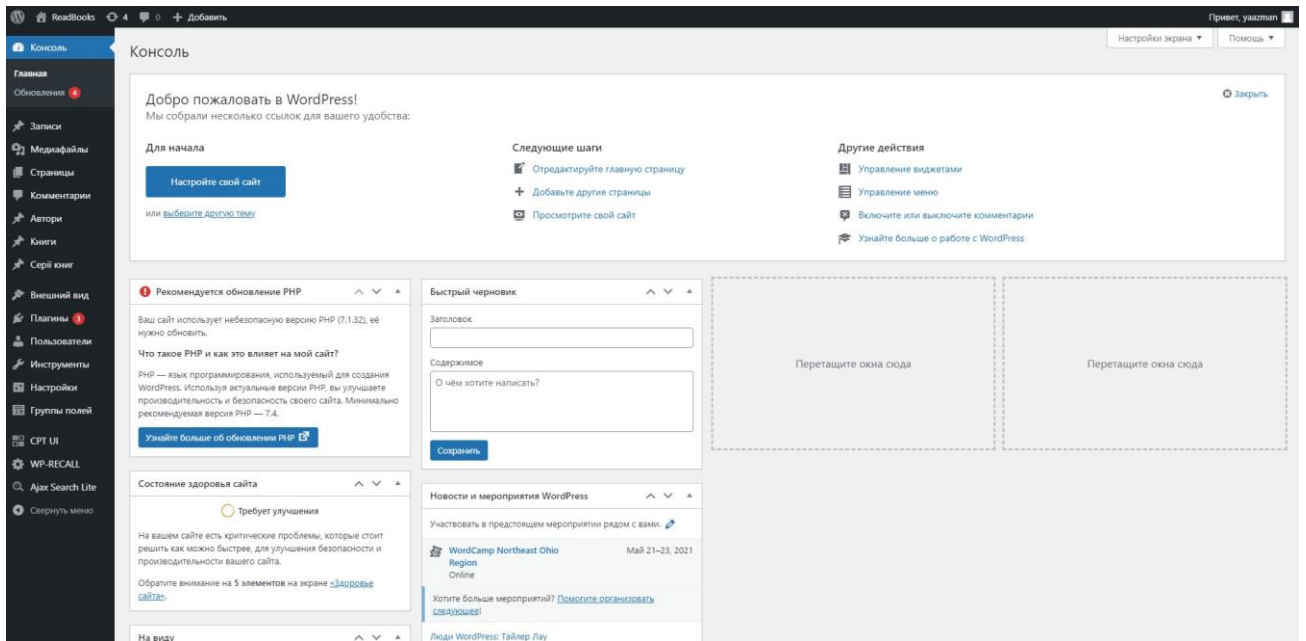 ReadBooks 4 0 + Добавить Привет, yaazman
Настройки экрана Помощь
Консоль
Главная
Обновления 4
Записи
Медиафайлы
Страницы
Комментарии
Автори
Книги
Серії книг
Внешний вид
Плагины 3
Пользователи
Инструменты
Настройки
Группы полей
CPT UI
WP-RECALL
Ajax Search Lite
Свернуть меню
Консоль
Добро пожаловать в WordPress!
Мы собрали несколько ссылок для вашего удобства:
Закрыть
Для начала
Настройте свой сайт
или выберите другую тему
Следующие шаги
Отредактируйте главную страницу
Добавьте другие страницы
Просмотрите свой сайт
Другие действия
Управление виджетами
Управление меню
Включите или выключите комментарии
Узнайте больше о работе с WordPress
Рекомендуется обновление PHP
Ваш сайт использует небезопасную версию PHP (7.1.32), её
нужно обновить.
Что такое PHP и как это влияет на мой сайт?
PHP — язык программирования, используемый для создания
WordPress. Используя актуальные версии PHP, вы улучшаете
производительность и безопасность своего сайта. Минимально
рекомендуемая версия PHP — 7.4.
Узнайте больше об обновлении PHP
Состояние здоровья сайта
Требует улучшения
На вашем сайте есть критические проблемы, которые стоит
решить как можно быстрее, для улучшения безопасности и
производительности вашего сайта.
Обратите внимание на 5 элементов на экране «Здоровье
сайта».
На виду
Быстрый черновик
Заголовок
Содержимое
О чём хотите написать?
Сохранить
Новости и мероприятия WordPress
Участвовать в предстоящем мероприятии рядом с вами.
WordCamp Northeast Ohio Май 21–23, 2021
Region
Online
Хотите больше мероприятий? Помогите организовать
следующее!
Люди WordPress: Тайлер Лау
Перетащите окна сюда
Перетащите окна сюда